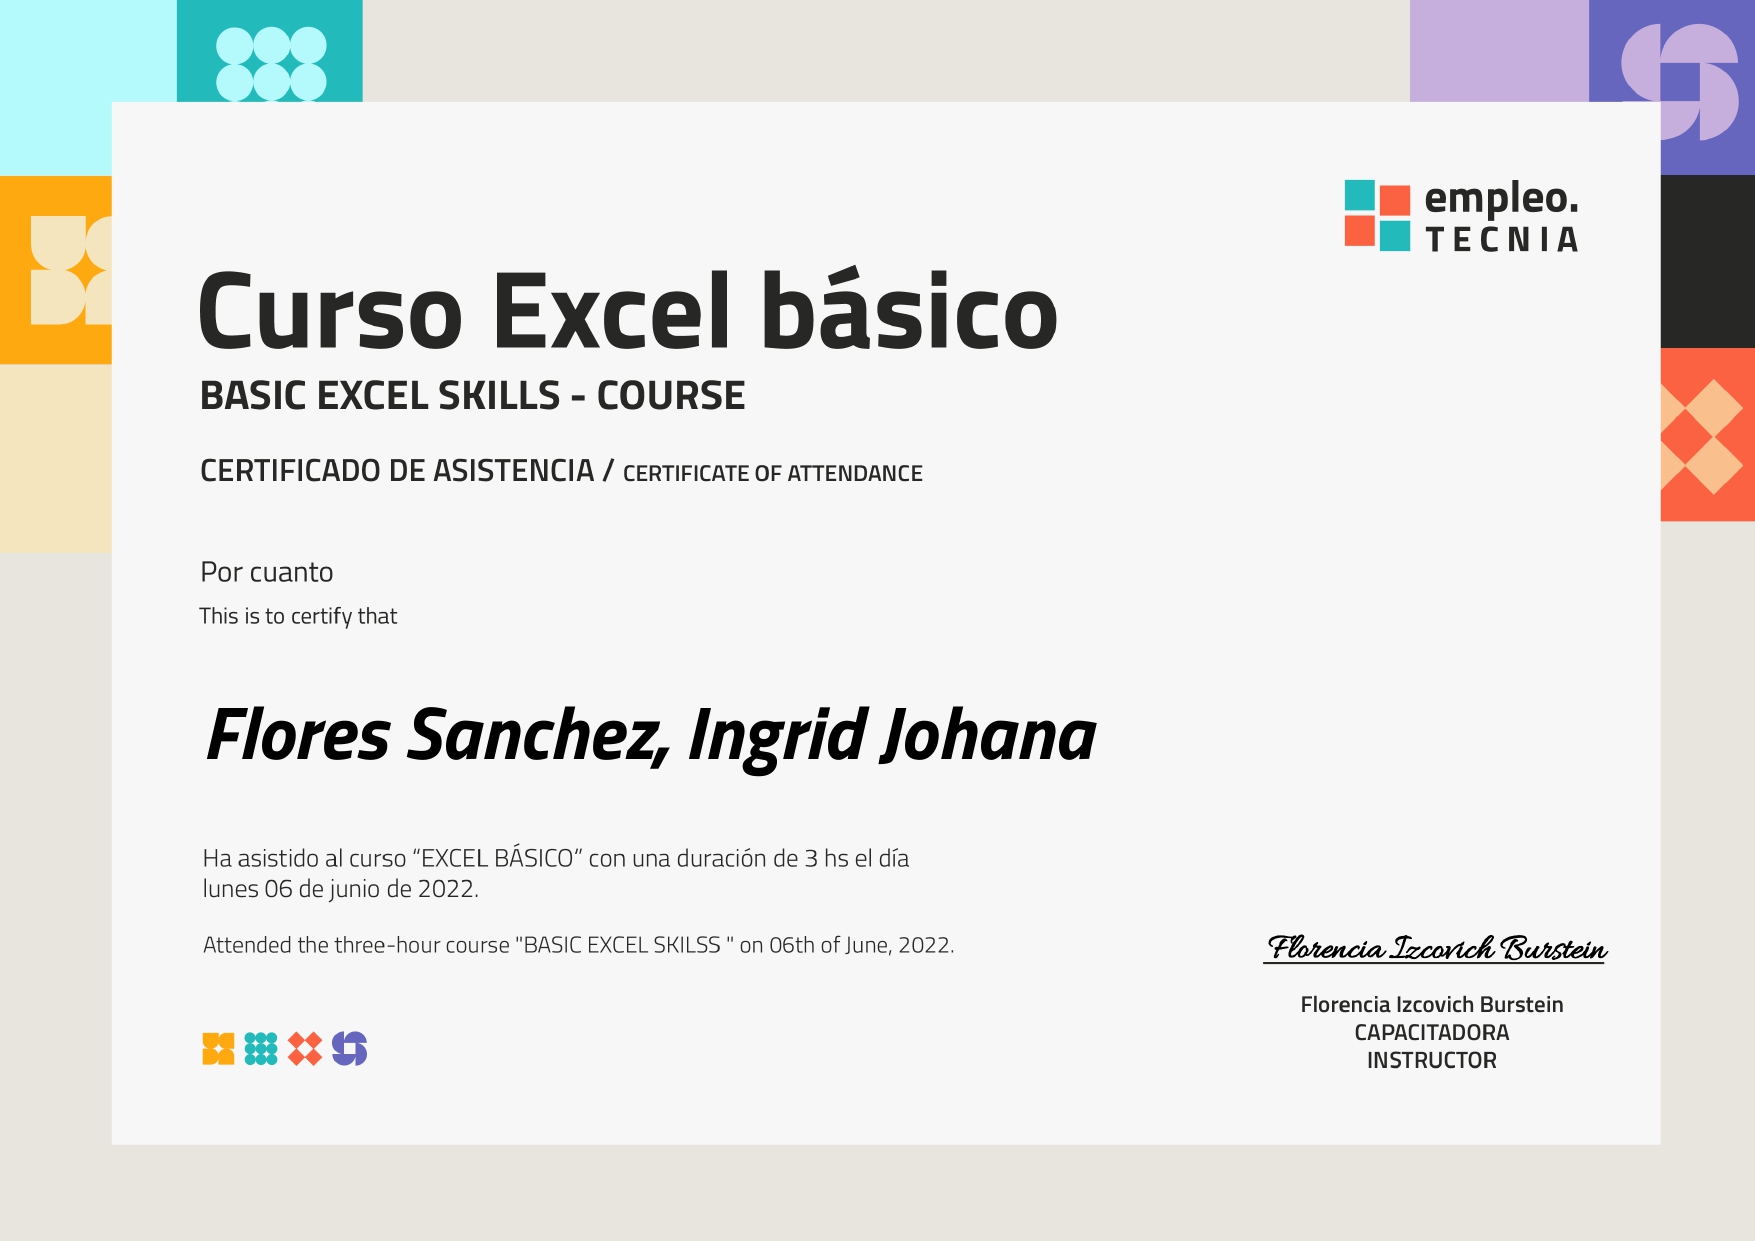 empleo.
TECNIA
Curso Excel básico
BASIC EXCEL SKILLS - COURSE
CERTIFICADO DE ASISTENCIA / CERTIFICATE OF ATTENDANCE
Por cuanto
This is to certify that
Flores Sanchez, Ingrid Johana
Ha asistido al curso “EXCEL BÁSICO” con una duración de 3 hs el día
lunes 06 de junio de 2022.
Attended the three-hour course "BASIC EXCEL SKILSS " on 06th of June, 2022.
Florencia Izcovich Burstein
Florencia Izcovich Burstein
CAPACITADORA
INSTRUCTOR